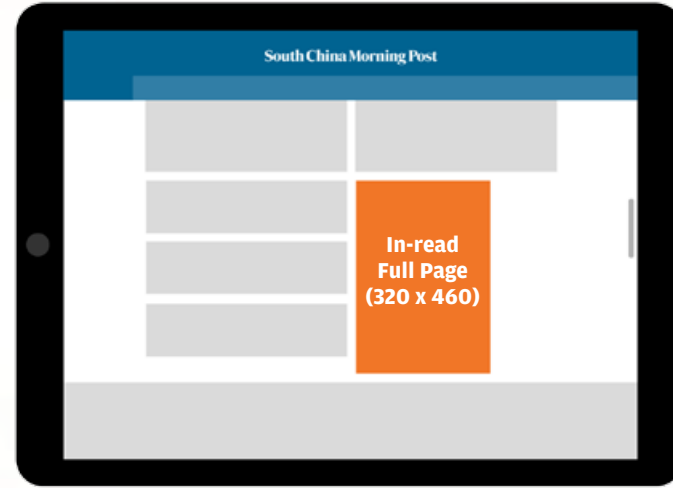 South China Morning Post
In-read
Full Page
(320 x 460)